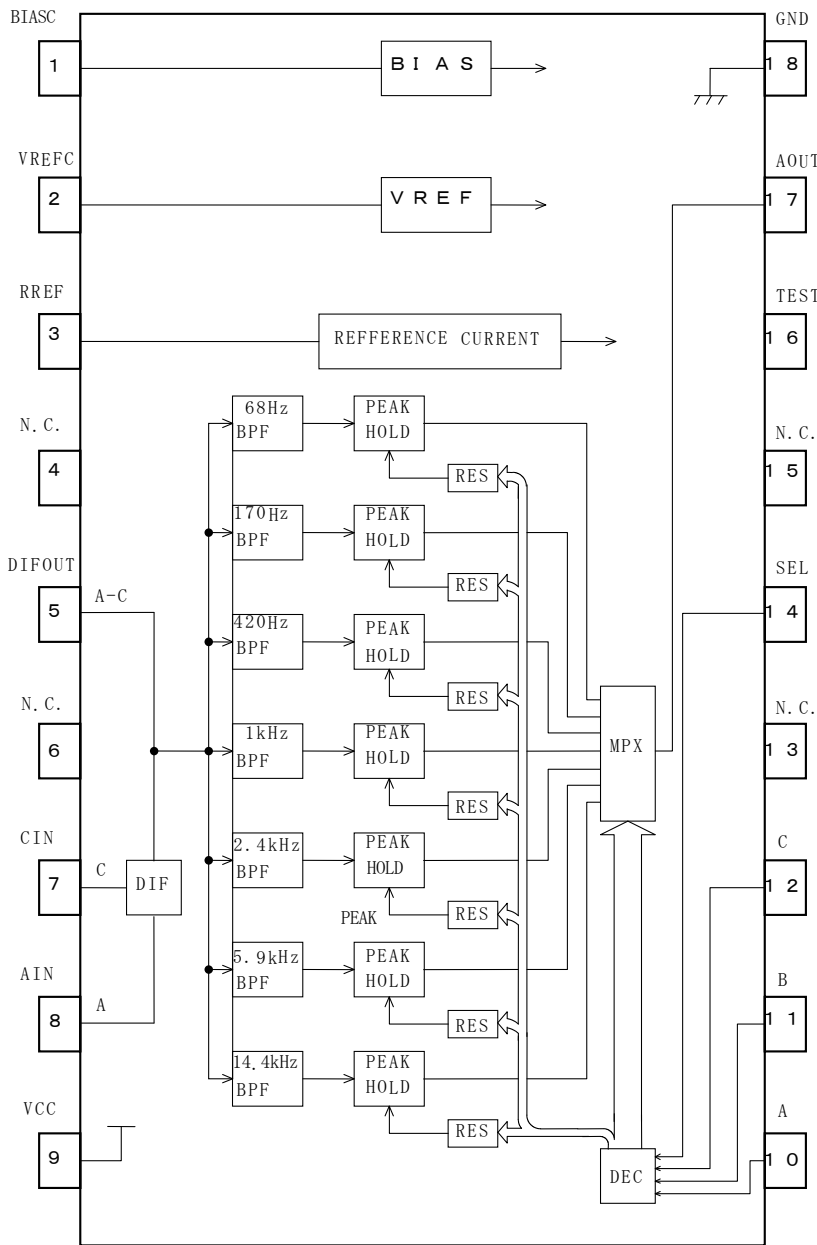 BIASC
GND
1
BIAS
18
VREFC
AOUT
2
VREF
17
RREF
TEST
3
REFFERENCE CURRENT
16
N.C.
N.C.
4
15
68Hz
BPF
PEAK
HOLD
RES
170Hz
BPF
PEAK
HOLD
RES
DIFOUT
SEL
5
A-C
14
420Hz
BPF
PEAK
HOLD
RES
N.C.
N.C.
6
13
1kHz
BPF
PEAK
HOLD
MPX
RES
CIN
C
7
C
DIF
12
2.4kHz
BPF
PEAK
HOLD
PEAK
RES
AIN
B
8
A
11
5.9kHz
BPF
PEAK
HOLD
RES
VCC
A
9
10
14.4kHz
BPF
PEAK
HOLD
RES
DEC